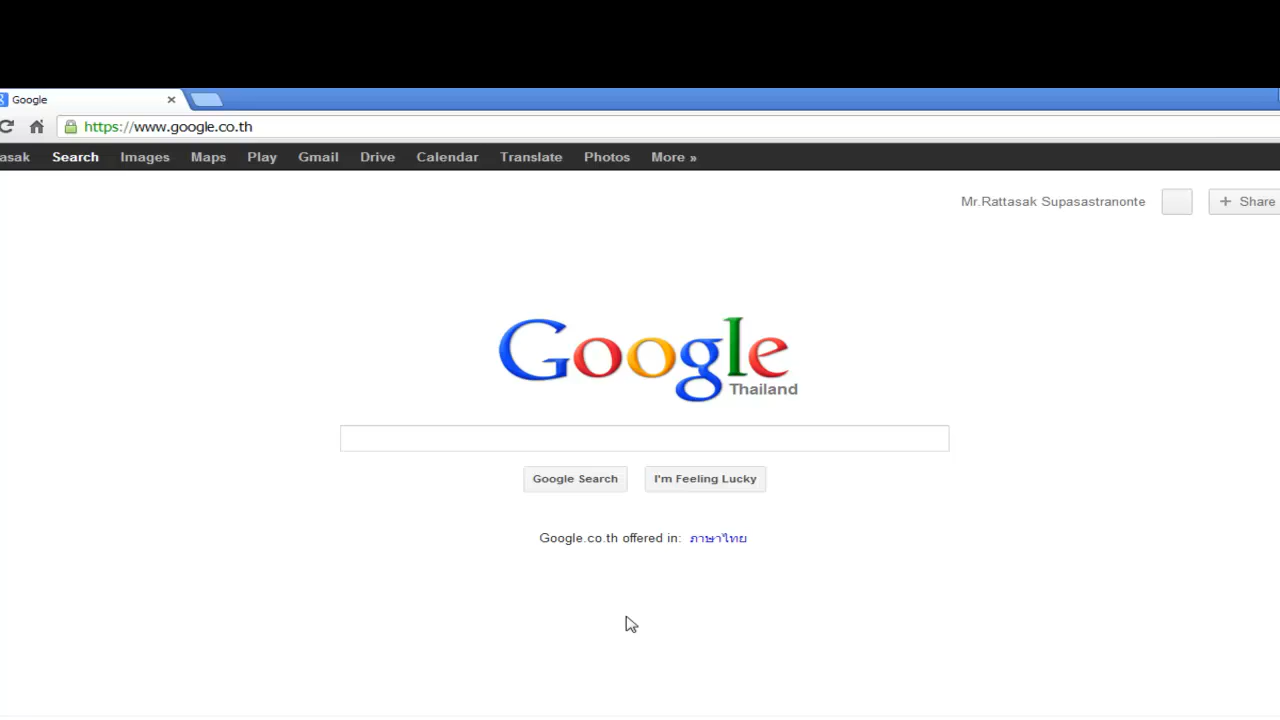 Google
https://www.google.co.th
asak Search Images Maps Play Gmail Drive Calendar Translate Photos More »
Mr.Rattasak Supasastranonte + Share
Google
Thailand
Google Search I'm Feeling Lucky
Google.co.th offered in: ภาษาไทย